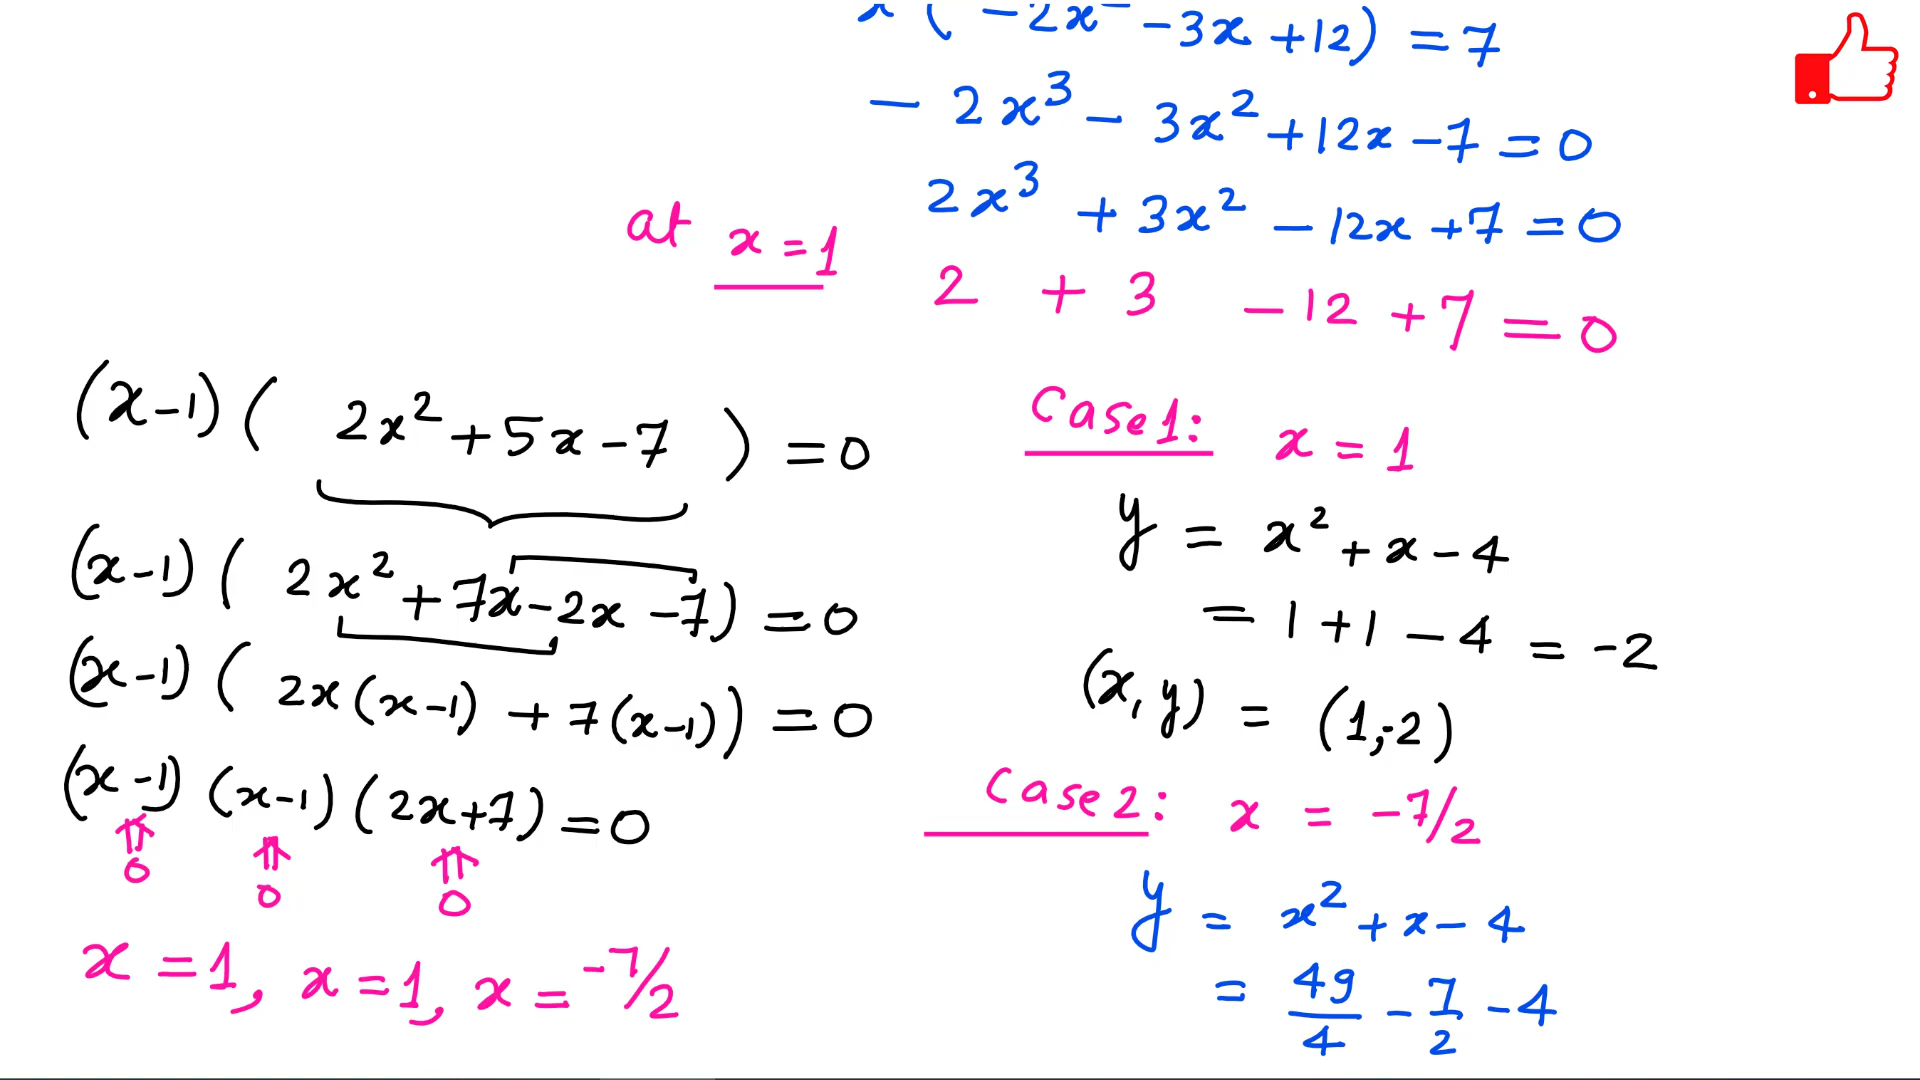 x ( -2x² -3x +12) = 7
- 2x³ - 3x² +12x -7 = 0
2x³ + 3x² - 12x +7 = 0
at x = 1 2 + 3 - 12 + 7 = 0
(x-1) ( 2x² + 5x - 7 ) = 0
(x-1) ( 2x² + 7x - 2x - 7) = 0
(x-1) ( 2x (x-1) + 7 (x-1)) = 0
(x-1) (x-1) (2x+7) = 0
0 0 0
x = 1, x = 1, x = -7/2
Case 1: x = 1
y = x² + x - 4
= 1 + 1 - 4 = -2
(x, y) = (1, -2)
Case 2: x = -7/2
y = x² + x - 4
= 49/4 - 7/2 - 4